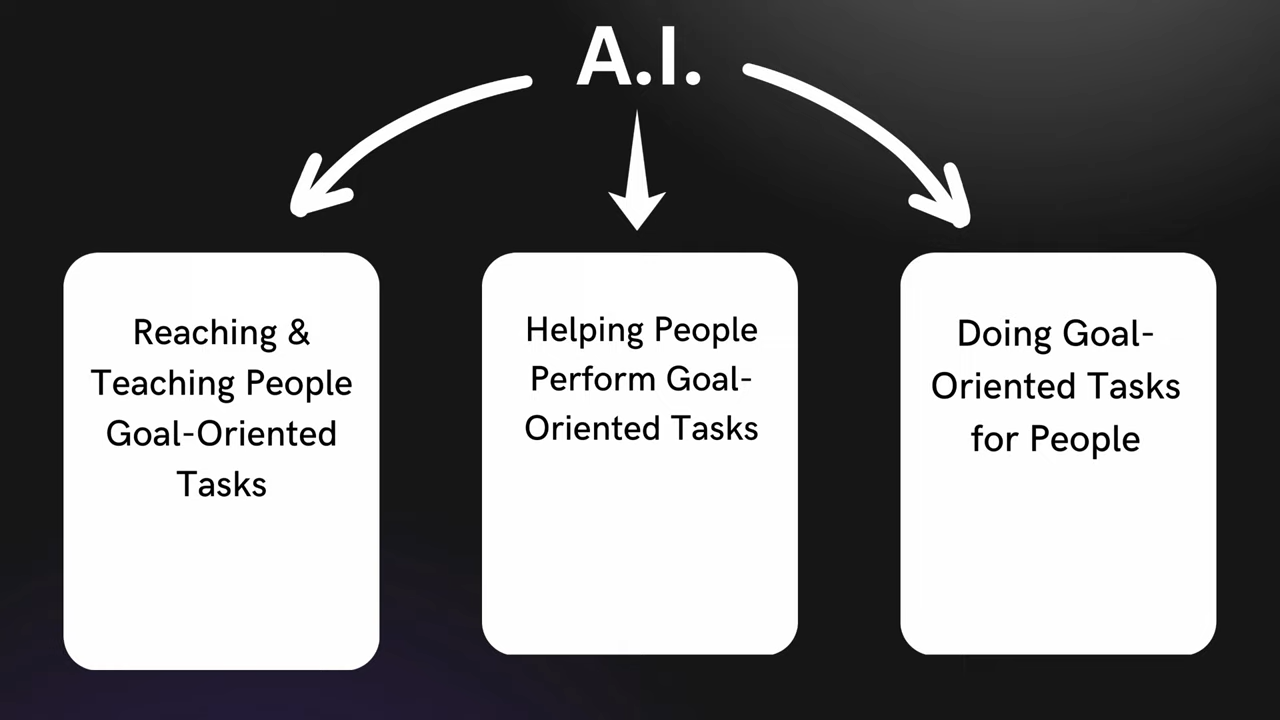 A.I.
Reaching &
Teaching People
Goal-Oriented
Tasks
Helping People
Perform Goal-
Oriented Tasks
Doing Goal-
Oriented Tasks
for People